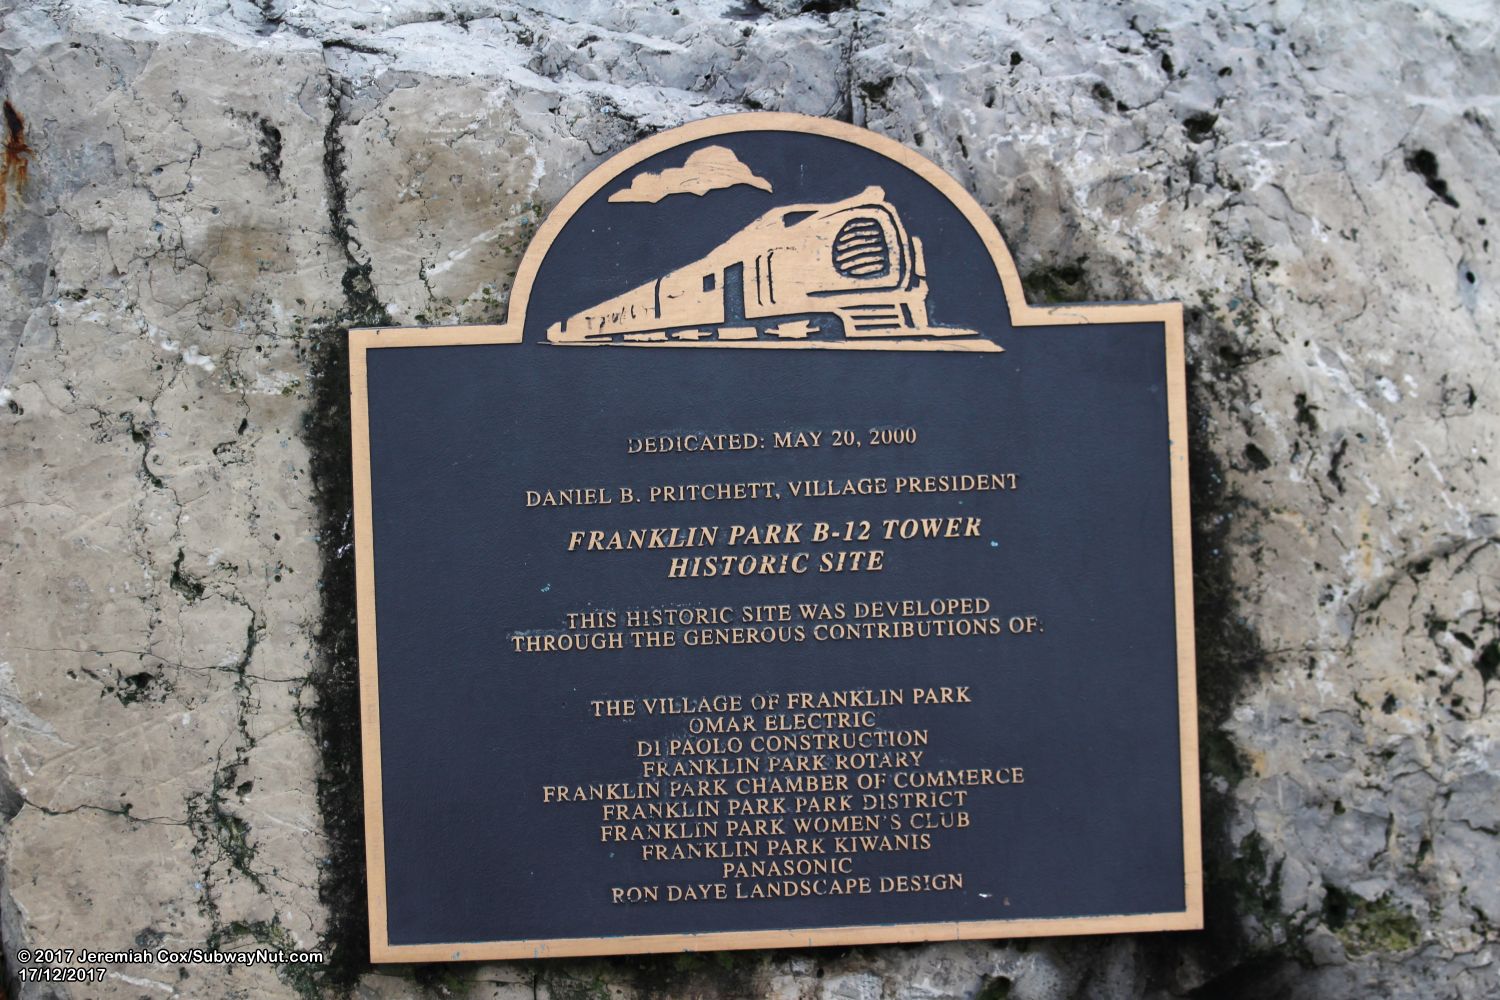 DEDICATED: MAY 20, 2000
DANIEL B. PRITCHETT, VILLAGE PRESIDENT
FRANKLIN PARK B-12 TOWER
HISTORIC SITE
THIS HISTORIC SITE WAS DEVELOPED
THROUGH THE GENEROUS CONTRIBUTIONS OF:
THE VILLAGE OF FRANKLIN PARK
OMAR ELECTRIC
DI PAOLO CONSTRUCTION
FRANKLIN PARK ROTARY
FRANKLIN PARK CHAMBER OF COMMERCE
FRANKLIN PARK PARK DISTRICT
FRANKLIN PARK WOMEN'S CLUB
FRANKLIN PARK KIWANIS
PANASONIC
RON DAYE LANDSCAPE DESIGN
© 2017 Jeremiah Cox/SubwayNut.com
17/12/2017